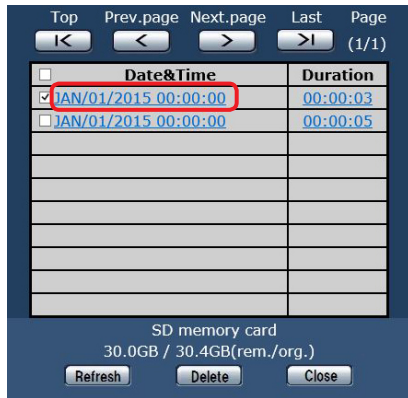 Top Prev.page Next.page Last Page
|< < > >| (1/1)
Date&Time Duration
JAN/01/2015 00:00:00 00:00:03
JAN/01/2015 00:00:00 00:00:05
SD memory card
30.0GB / 30.4GB(rem./org.)
Refresh Delete Close